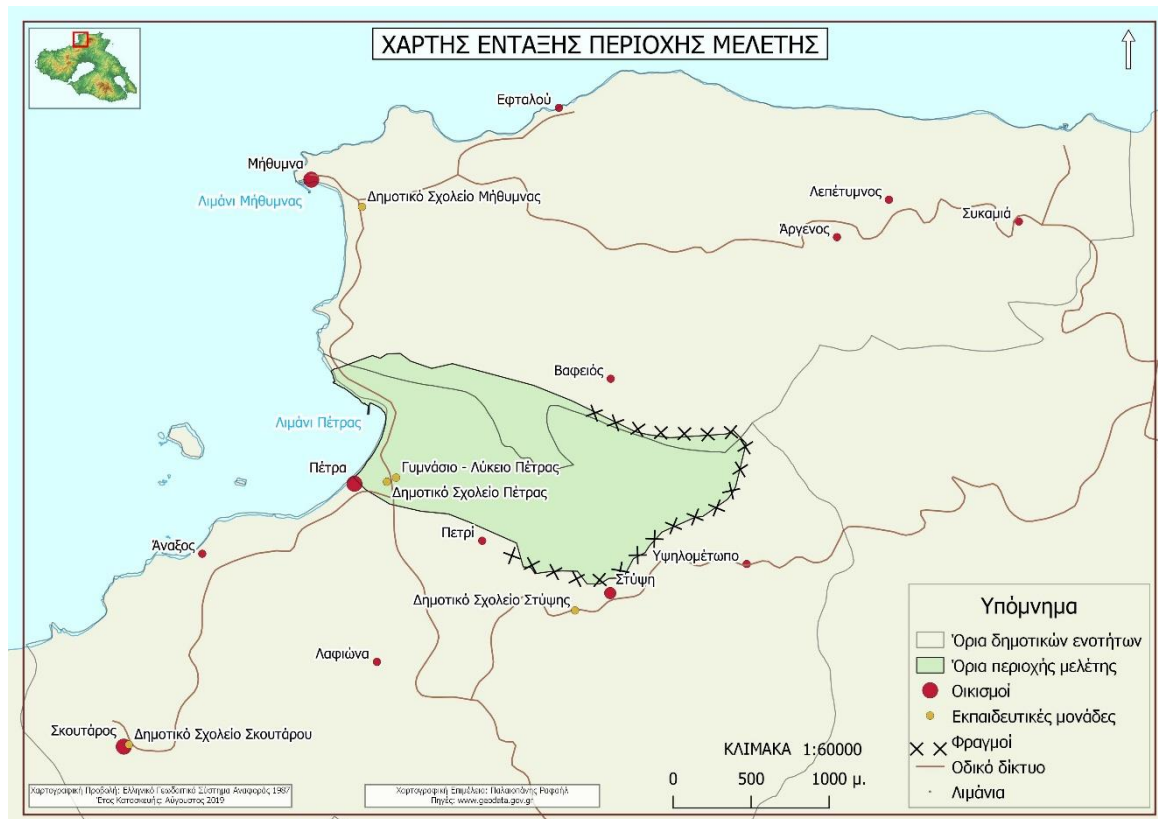 ΧΑΡΤΗΣ ΕΝΤΑΞΗΣ ΠΕΡΙΟΧΗΣ ΜΕΛΕΤΗΣ
Εφταλού
Μήθυμνα
Λιμάνι Μήθυμνας
Δημοτικό Σχολείο Μήθυμνας
Λεπέτυμνος
Συκαμιά
Άργενος
Βαφειός
Λιμάνι Πέτρας
Πέτρα
Γυμνάσιο - Λύκειο Πέτρας
Δημοτικό Σχολείο Πέτρας
Πετρί
Άναξος
Υψηλομέτωπο
Στύψη
Δημοτικό Σχολείο Στύψης
Λαφιώνα
Σκουτάρος
Δημοτικό Σχολείο Σκουτάρου
Υπόμνημα
Όρια δημοτικών ενοτήτων
Όρια περιοχής μελέτης
Οικισμοί
Εκπαιδευτικές μονάδες
Φραγμοί
Οδικό δίκτυο
Λιμάνια
ΚΛΙΜΑΚΑ 1:60000
0 500 1000 μ.
Χαρτογραφική Προβολή: Ελληνικό Γεωδαιτικό Σύστημα Αναφοράς 1987
Έτος Κατασκευής: Αύγουστος 2019
Χαρτογραφική Επιμέλεια: Παλαιολόγης Ραφαήλ
Πηγές: www.geodata.gov.gr